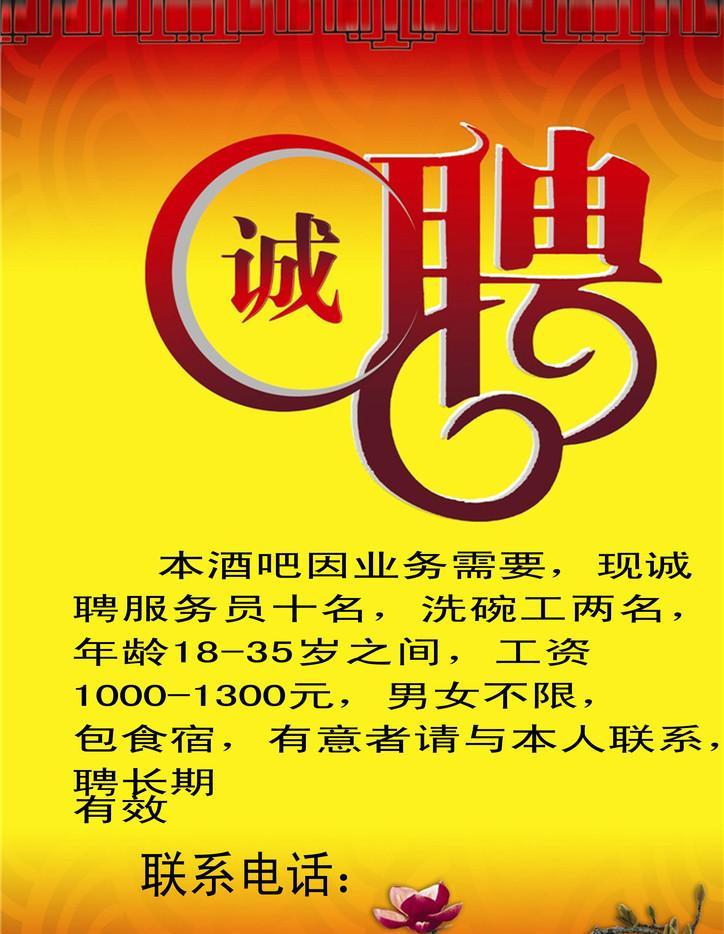 诚聘
本酒吧因业务需要，现诚
聘服务员十名，洗碗工两名，
年龄18-35岁之间，工资
1000-1300元，男女不限，
包食宿，有意者请与本人联系，
聘长期
有效
联系电话：